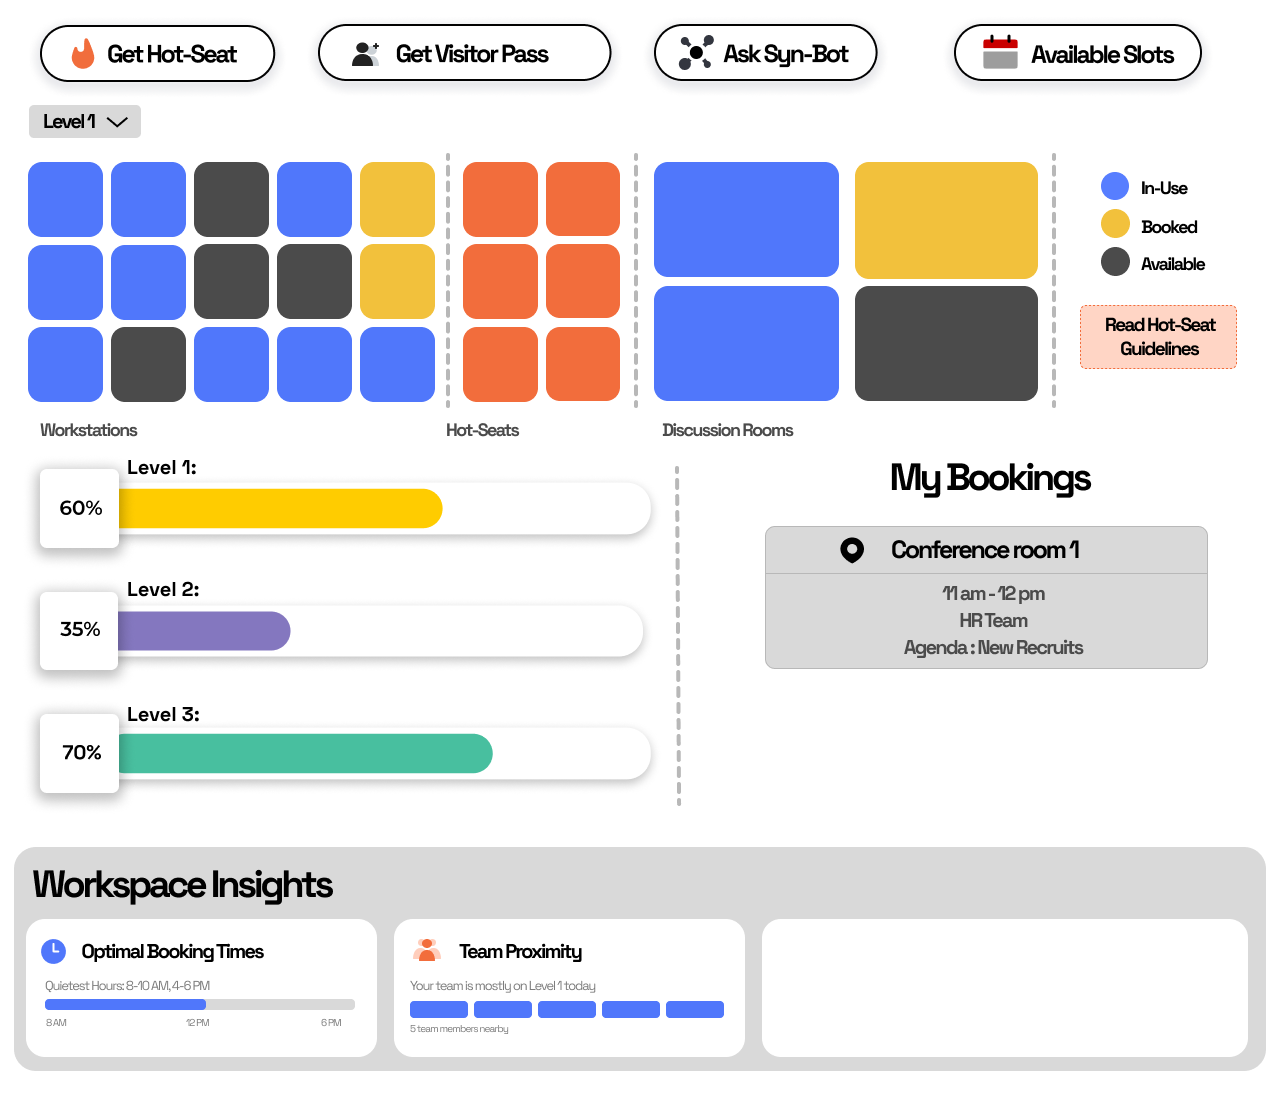 Get Hot-Seat
Get Visitor Pass
Ask Syn-Bot
Available Slots
Level 1
In-Use
Booked
Available
Read Hot-Seat
Guidelines
Workstations
Hot-Seats
Discussion Rooms
Level 1:
60%
Level 2:
35%
Level 3:
70%
My Bookings
Conference room 1
11 am - 12 pm
HR Team
Agenda : New Recruits
Workspace Insights
Optimal Booking Times
Quietest Hours: 8-10 AM, 4-6 PM
8 AM
12 PM
6 PM
Team Proximity
Your team is mostly on Level 1 today
5 team members nearby